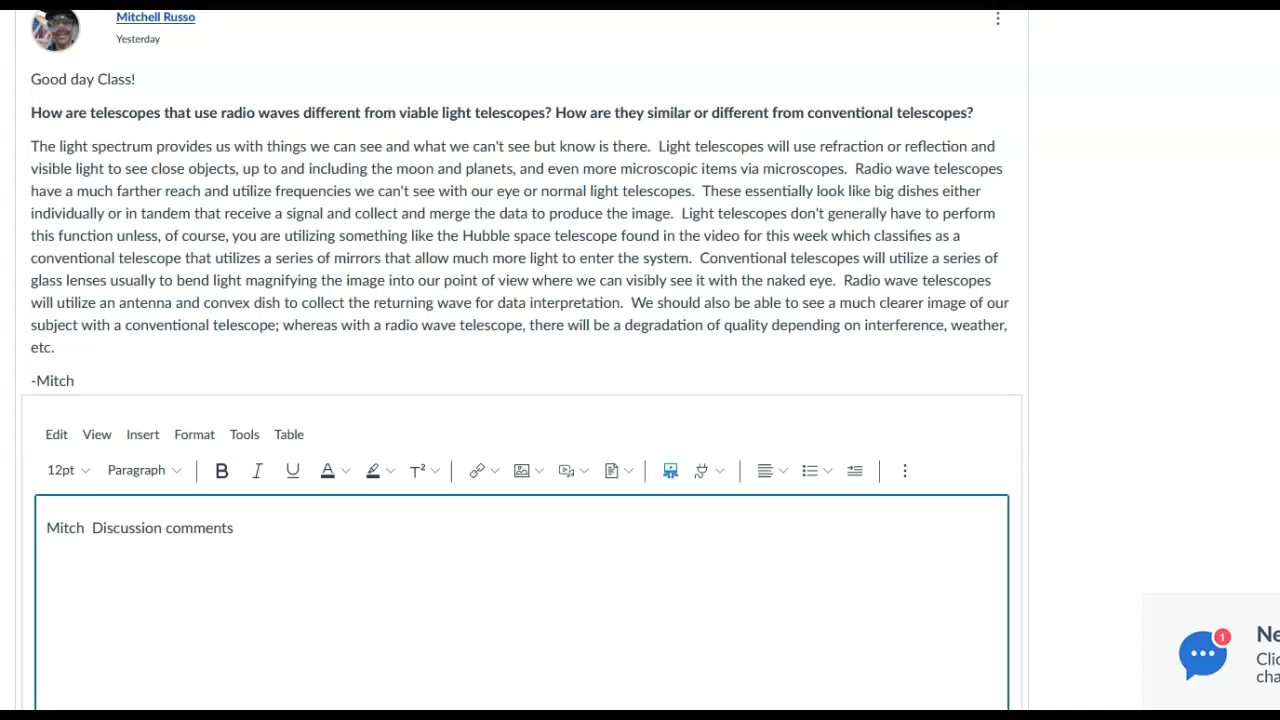 Mitchell Russo
Yesterday
Good day Class!
How are telescopes that use radio waves different from viable light telescopes? How are they similar or different from conventional telescopes?
The light spectrum provides us with things we can see and what we can't see but know is there.  Light telescopes will use refraction or reflection and
visible light to see close objects, up to and including the moon and planets, and even more microscopic items via microscopes.  Radio wave telescopes
have a much farther reach and utilize frequencies we can't see with our eye or normal light telescopes.  These essentially look like big dishes either
individually or in tandem that receive a signal and collect and merge the data to produce the image.  Light telescopes don't generally have to perform
this function unless, of course, you are utilizing something like the Hubble space telescope found in the video for this week which classifies as a
conventional telescope that utilizes a series of mirrors that allow much more light to enter the system.  Conventional telescopes will utilize a series of
glass lenses usually to bend light magnifying the image into our point of view where we can visibly see it with the naked eye.  Radio wave telescopes
will utilize an antenna and convex dish to collect the returning wave for data interpretation.  We should also be able to see a much clearer image of our
subject with a conventional telescope; whereas with a radio wave telescope, there will be a degradation of quality depending on interference, weather,
etc.
-Mitch
Edit View Insert Format Tools Table
12pt Paragraph B I U A T²
Mitch  Discussion comments
1
Ne
Clic
cha